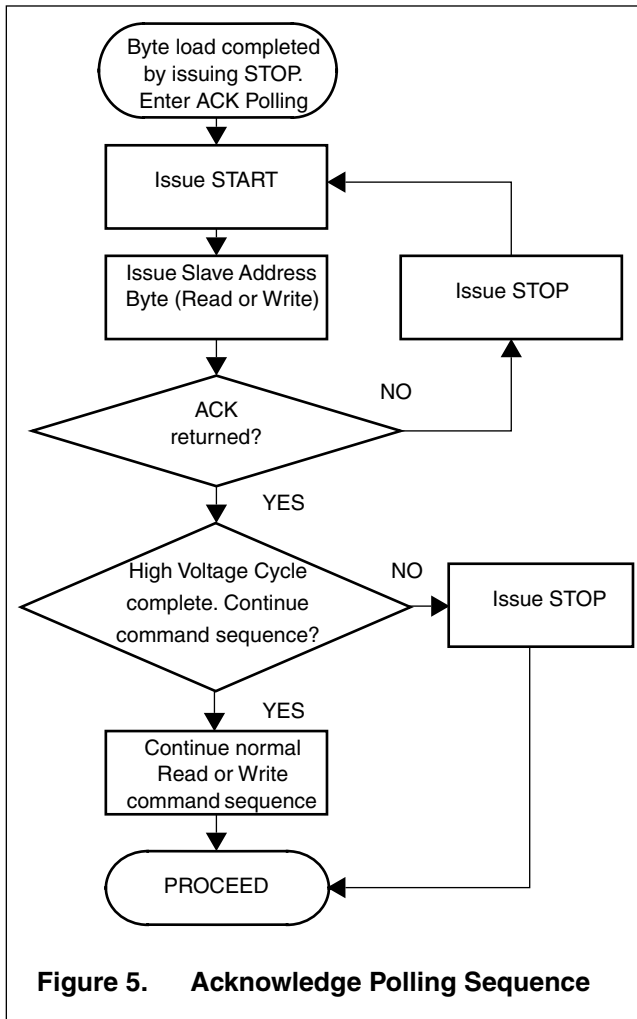 Byte load completed
by issuing STOP.
Enter ACK Polling
Issue START
Issue Slave Address
Byte (Read or Write)
Issue STOP
ACK
returned?
NO
YES
High Voltage Cycle
complete. Continue
command sequence?
NO
Issue STOP
YES
Continue normal
Read or Write
command sequence
PROCEED
Figure 5. Acknowledge Polling Sequence